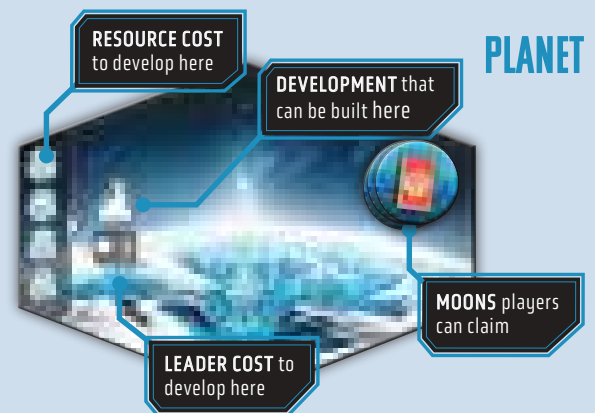 PLANET
RESOURCE COST
to develop here
DEVELOPMENT that
can be built here
MOONS players
can claim
LEADER COST to
develop here